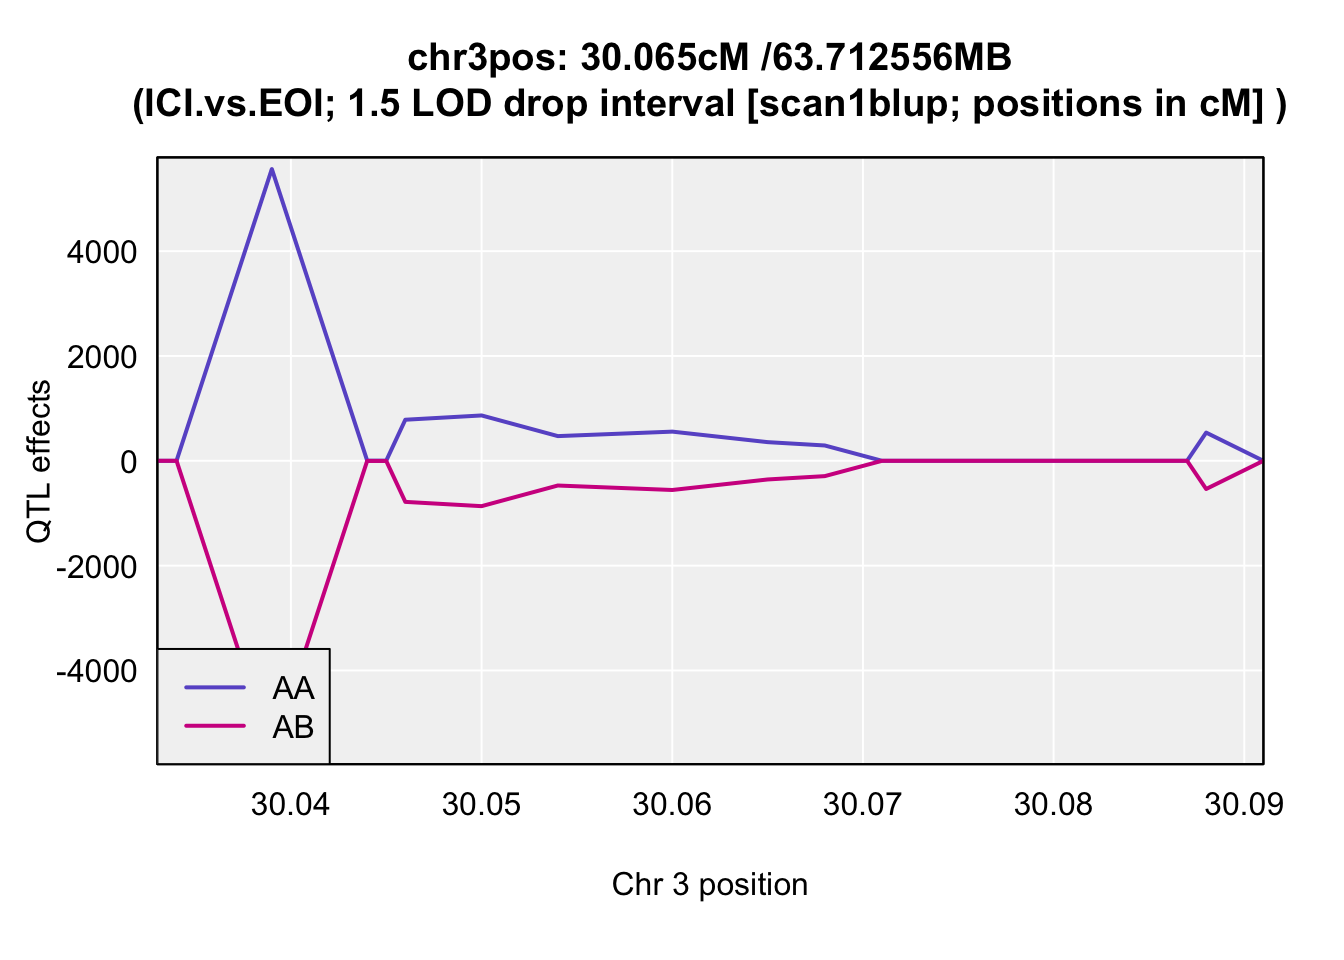 chr3pos: 30.065cM /63.712556MB
(ICI.vs.EOI; 1.5 LOD drop interval [scan1blup; positions in cM] )
QTL effects
4000
2000
0
-2000
-4000
AA
AB
30.04 30.05 30.06 30.07 30.08 30.09
Chr 3 position